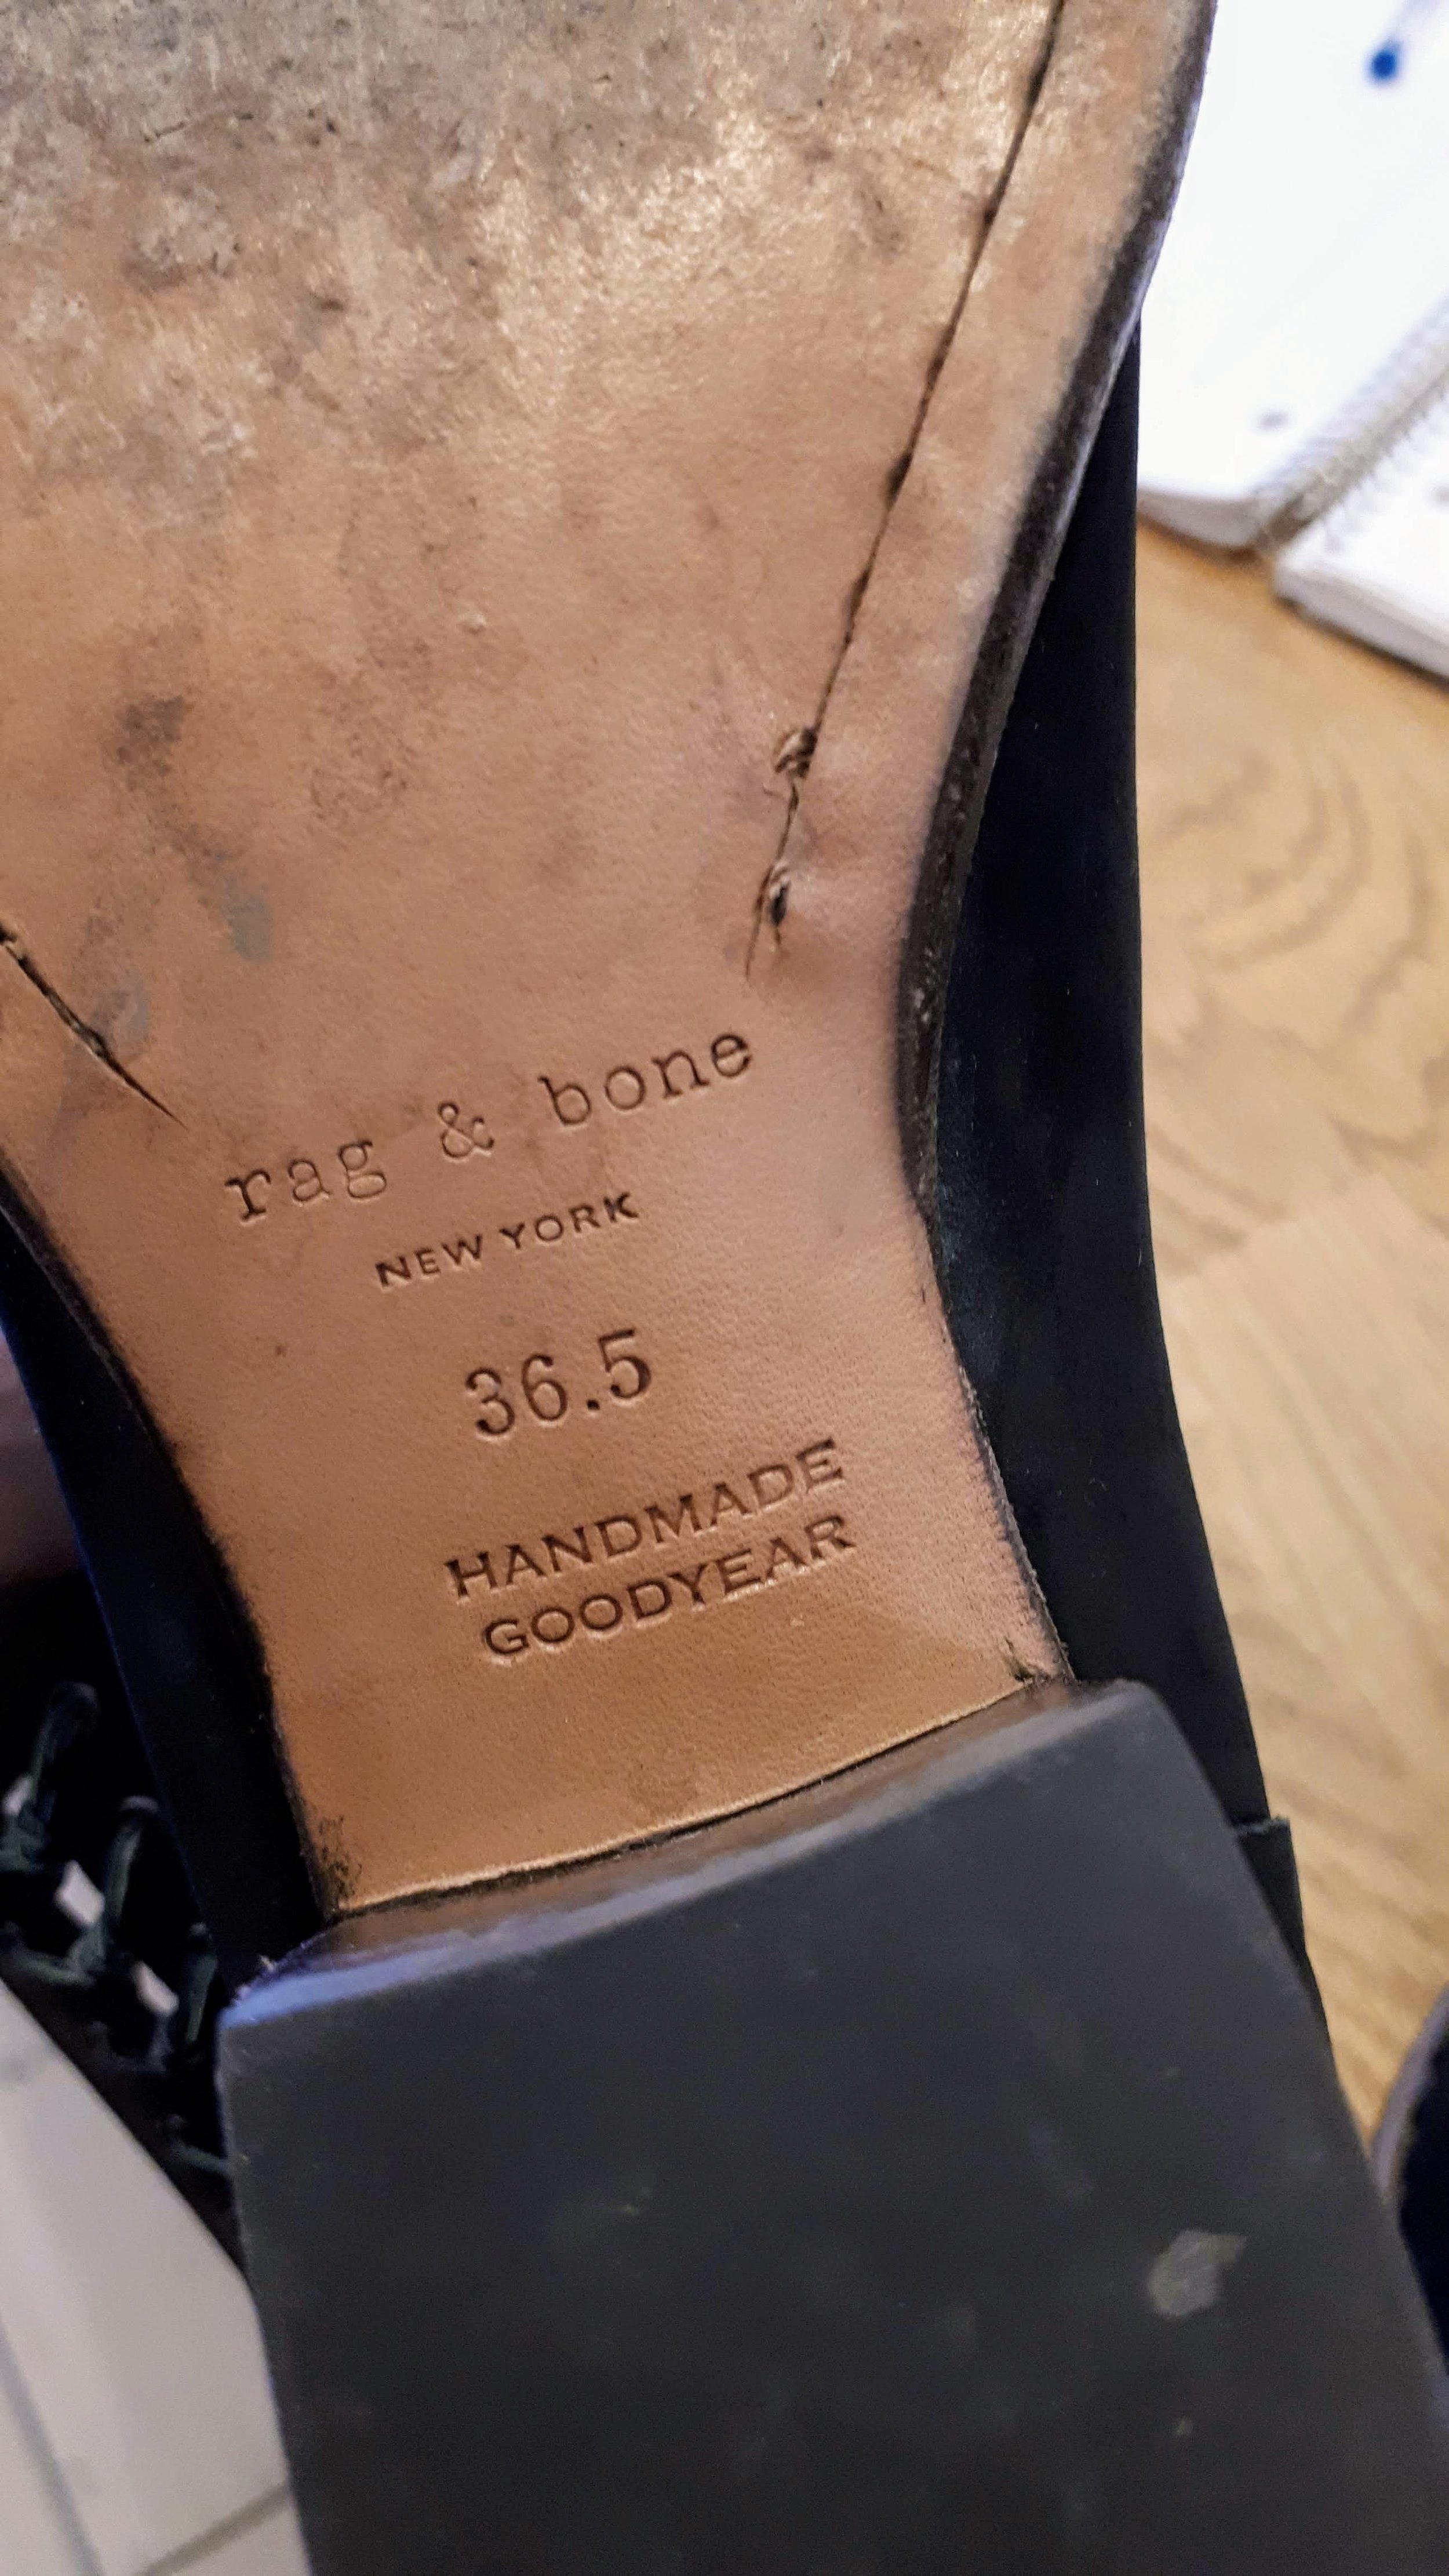 rag & bone
NEW YORK
36.5
HANDMADE
GOODYEAR